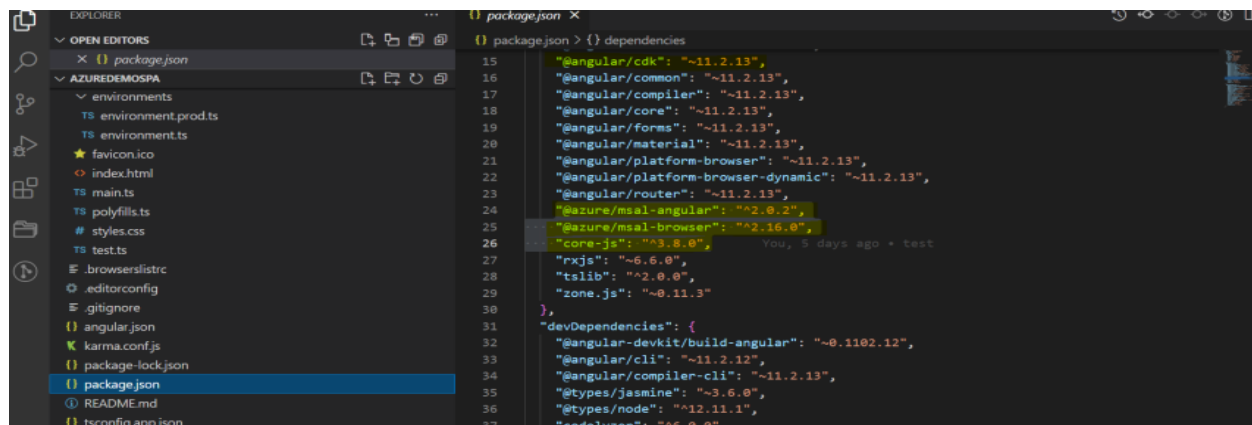 EXPLORER
OPEN EDITORS
{} package.json
AZUREDEMOSPA
environments
TS environment.prod.ts
TS environment.ts
favicon.ico
<> index.html
TS main.ts
TS polyfills.ts
# styles.css
TS test.ts
.browserslistrc
.editorconfig
.gitignore
{} angular.json
K karma.conf.js
{} package-lock.json
{} package.json
README.md
{} tsconfig.app.json
{} package.json
{} package.json > {} dependencies
15 "@angular/cdk": "~11.2.13",
16 "@angular/common": "~11.2.13",
17 "@angular/compiler": "~11.2.13",
18 "@angular/core": "~11.2.13",
19 "@angular/forms": "~11.2.13",
20 "@angular/material": "~11.2.13",
21 "@angular/platform-browser": "~11.2.13",
22 "@angular/platform-browser-dynamic": "~11.2.13",
23 "@angular/router": "~11.2.13",
24 "@azure/msal-angular": "^2.0.2",
25 "@azure/msal-browser": "^2.16.0",
26 "core-js": "^3.8.0", You, 5 days ago • test
27 "rxjs": "~6.6.0",
28 "tslib": "^2.0.0",
29 "zone.js": "~0.11.3"
30 },
31 "devDependencies": {
32 "@angular-devkit/build-angular": "~0.1102.12",
33 "@angular/cli": "~11.2.12",
34 "@angular/compiler-cli": "~11.2.13",
35 "@types/jasmine": "~3.6.0",
36 "@types/node": "^12.11.1",
37 "codelyzer": "^6.0.0"